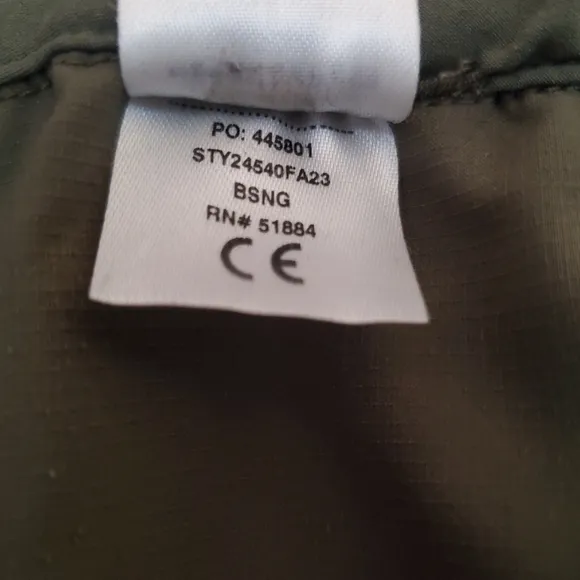 PO: 445801
STY24540FA23
BSNG
RN# 51884
CE